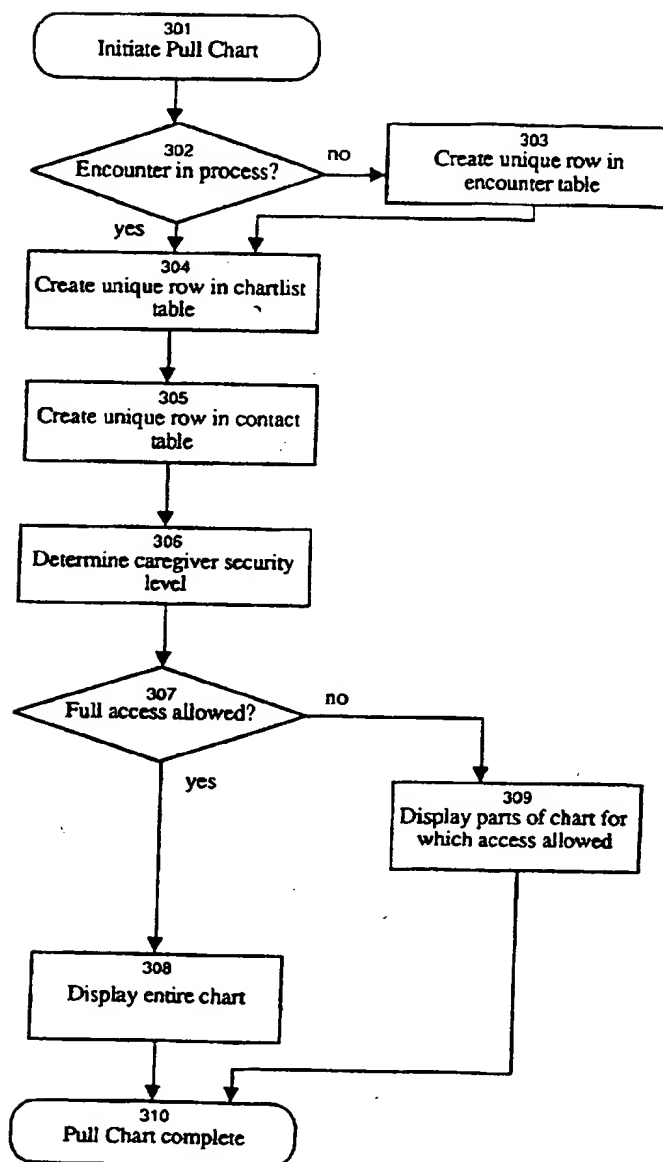 301
Initiate Pull Chart
302
Encounter in process?
no
303
Create unique row in
encounter table
yes
304
Create unique row in chartlist
table
305
Create unique row in contact
table
306
Determine caregiver security
level
307
Full access allowed?
no
yes
309
Display parts of chart for
which access allowed
308
Display entire chart
310
Pull Chart complete